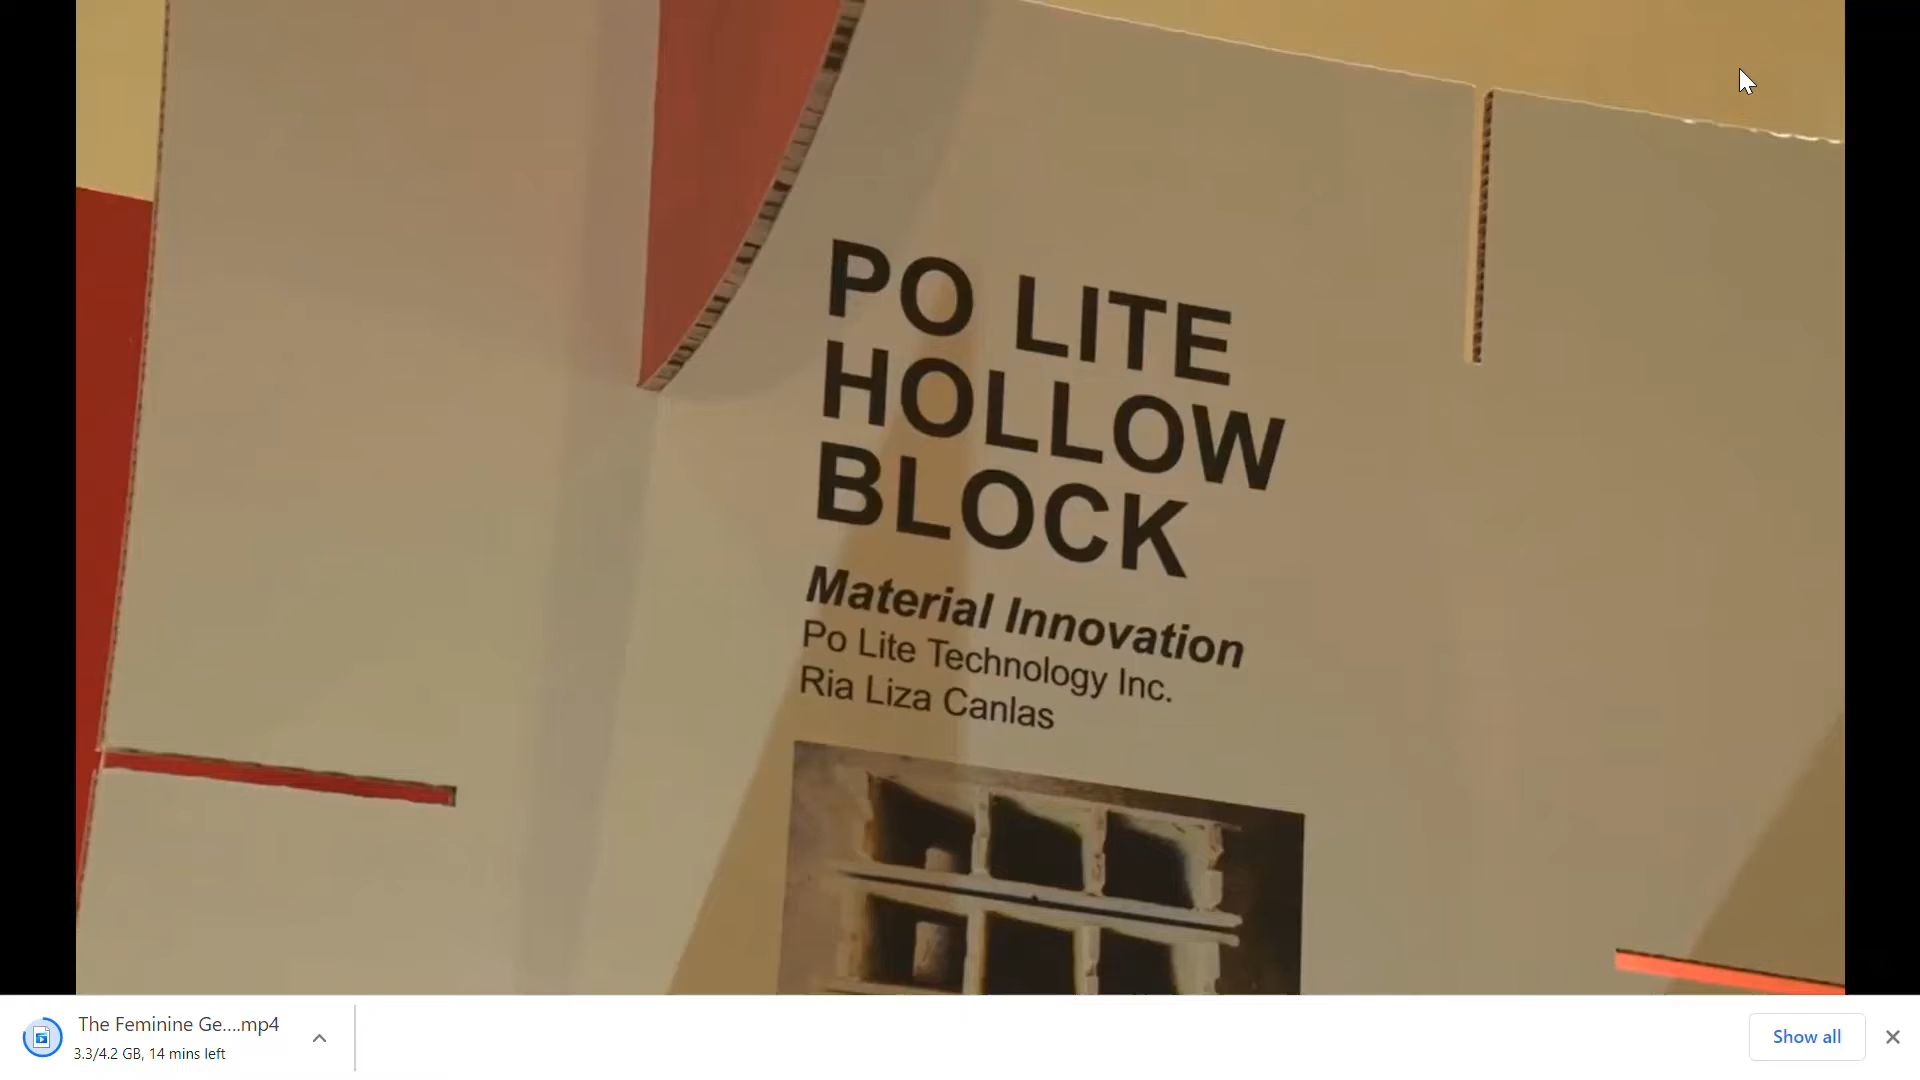 PO LITE
HOLLOW
BLOCK
Material Innovation
Po Lite Technology Inc.
Ria Liza Canlas
The Feminine Ge....mp4
3.3/4.2 GB, 14 mins left
Show all